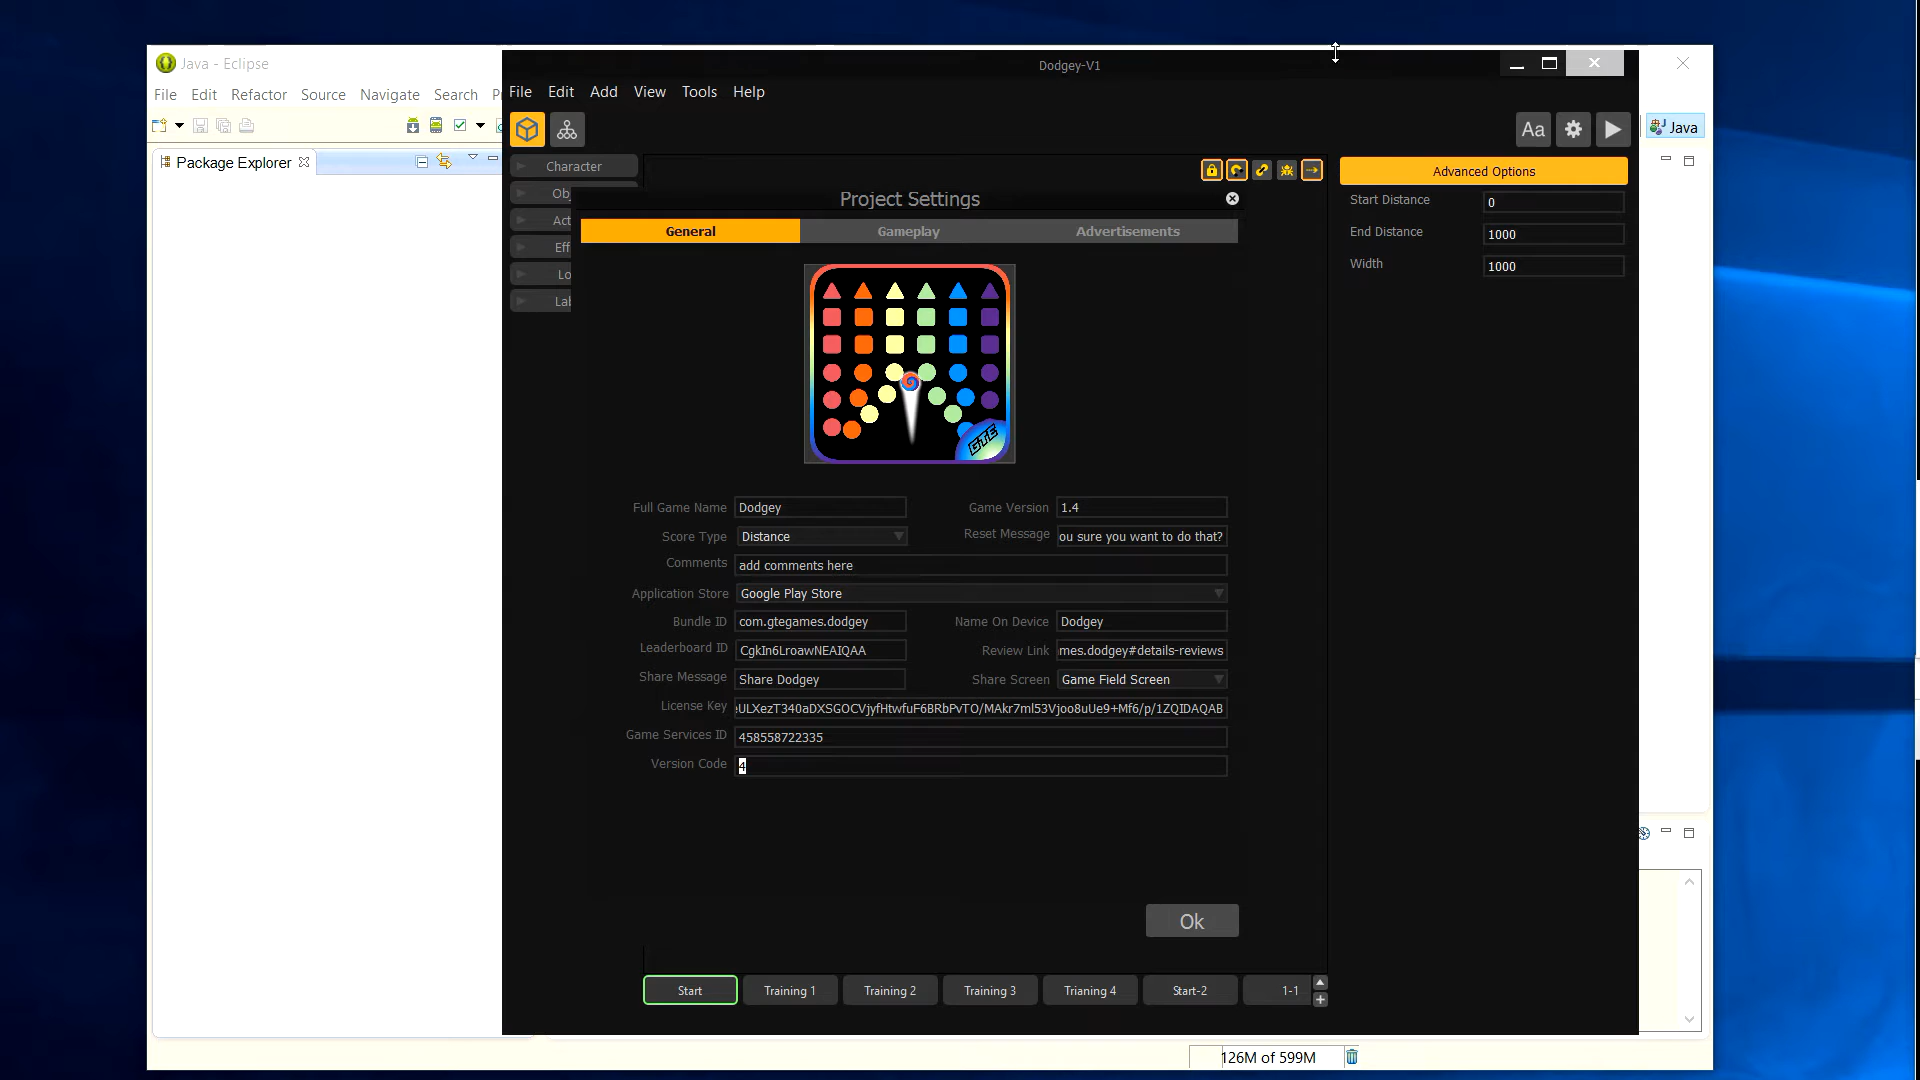 Java - Eclipse
File Edit Refactor Source Navigate Search
Package Explorer
Java
Dodgey-V1
File Edit Add View Tools Help
Aa
Character
Obj
Act
Eff
Lo
Lab
Project Settings
General Gameplay Advertisements
GTE
Full Game Name Dodgey
Game Version 1.4
Score Type Distance
Reset Message ou sure you want to do that?
Comments add comments here
Application Store Google Play Store
Bundle ID com.gtegames.dodgey
Name On Device Dodgey
Leaderboard ID CgkIn6LroawNEAIQAA
Review Link mes.dodgey#details-reviews
Share Message Share Dodgey
Share Screen Game Field Screen
License Key ULXezT340aDXSGOCVjyfHtwfuF6BRbPvTO/MAkr7ml53Vjoo8uUe9+Mf6/p/1ZQIDAQAB
Game Services ID 458558722335
Version Code 4
Ok
Advanced Options
Start Distance 0
End Distance 1000
Width 1000
Start Training 1 Training 2 Training 3 Trianing 4 Start-2 1-1
126M of 599M